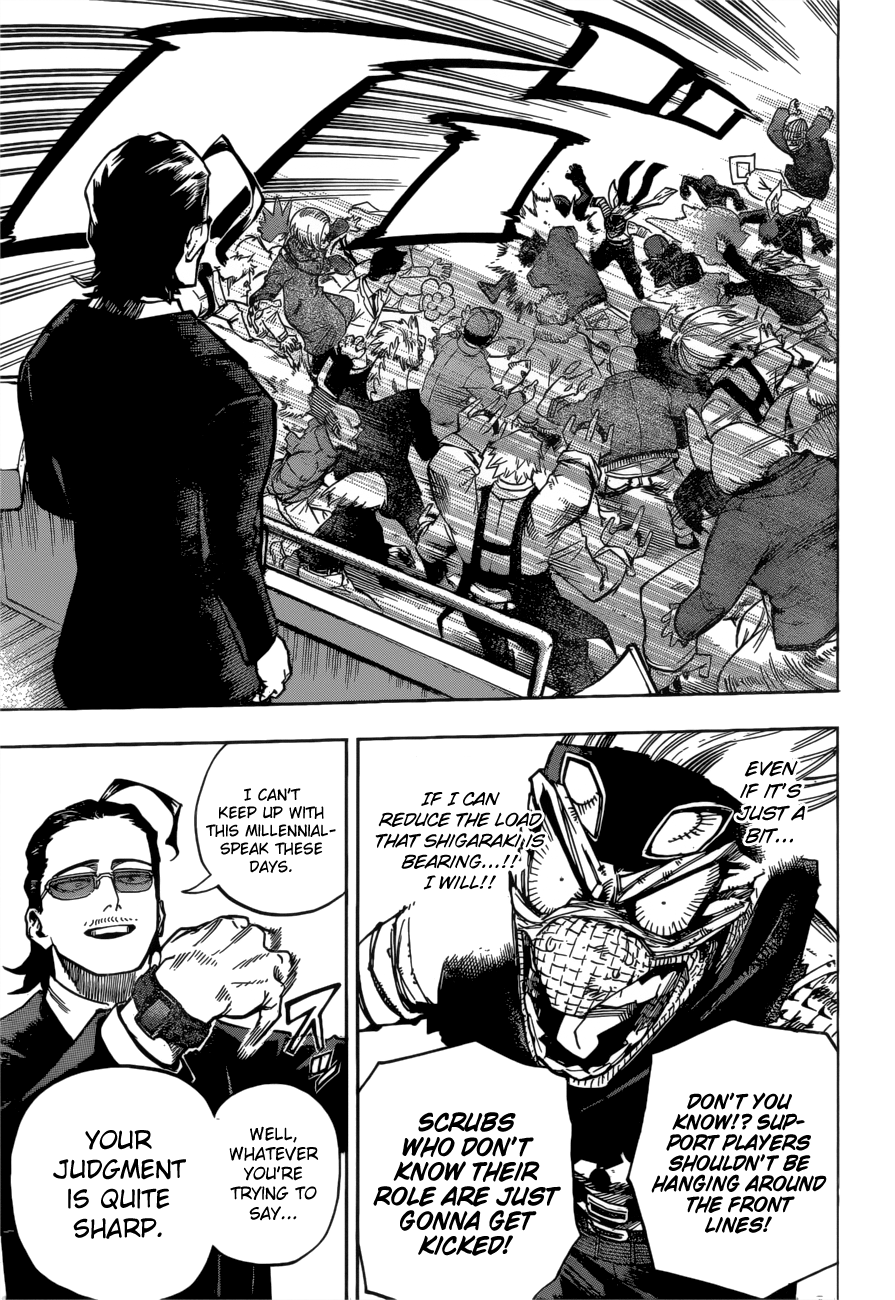 ロロロ
EVEN
IF IT'S
JUST A
BIT...
IF I CAN
REDUCE THE LOAD
THAT SHIGARAKI IS
BEARING...!!
I WILL!!
DON'T YOU
KNOW!? SUP-
PORT PLAYERS
SHOULDN'T BE
HANGING AROUND
THE FRONT
LINES!
SCRUBS
WHO DON'T
KNOW THEIR
ROLE ARE JUST
GONNA GET
KICKED!
I CAN'T
KEEP UP WITH
THIS MILLENNIAL-
SPEAK THESE
DAYS.
WELL,
WHATEVER
YOU'RE
TRYING TO
SAY...
YOUR
JUDGMENT
IS QUITE
SHARP.